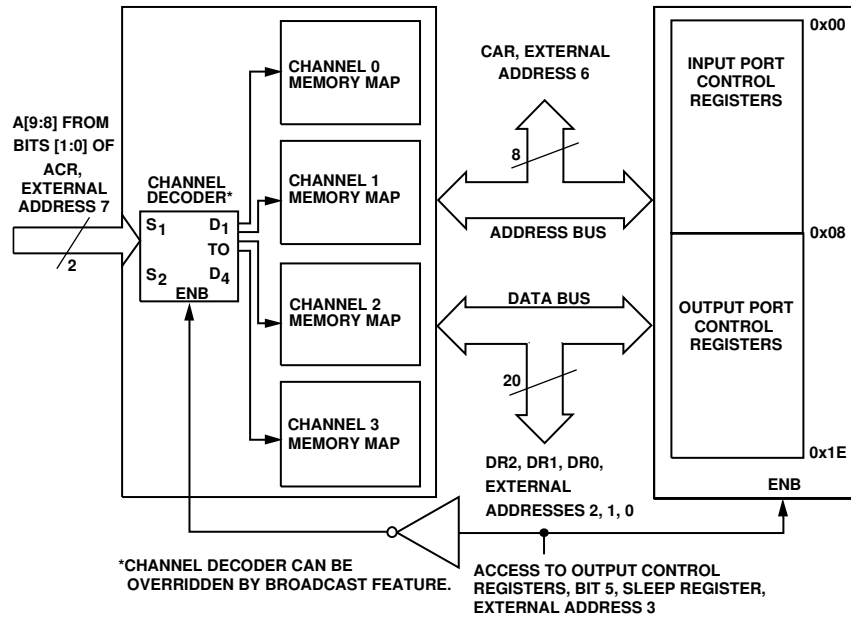 A[9:8] FROM
BITS [1:0] OF
ACR,
EXTERNAL
ADDRESS 7
2
CHANNEL
DECODER*
S1
D1
TO
S2
D4
ENB
CHANNEL 0
MEMORY MAP
CHANNEL 1
MEMORY MAP
CHANNEL 2
MEMORY MAP
CHANNEL 3
MEMORY MAP
CAR, EXTERNAL
ADDRESS 6
8
ADDRESS BUS
DATA BUS
20
DR2, DR1, DR0,
EXTERNAL
ADDRESSES 2, 1, 0
0x00
INPUT PORT
CONTROL
REGISTERS
0x08
OUTPUT PORT
CONTROL
REGISTERS
0x1E
ENB
*CHANNEL DECODER CAN BE
OVERRIDDEN BY BROADCAST FEATURE.
ACCESS TO OUTPUT CONTROL
REGISTERS, BIT 5, SLEEP REGISTER,
EXTERNAL ADDRESS 3